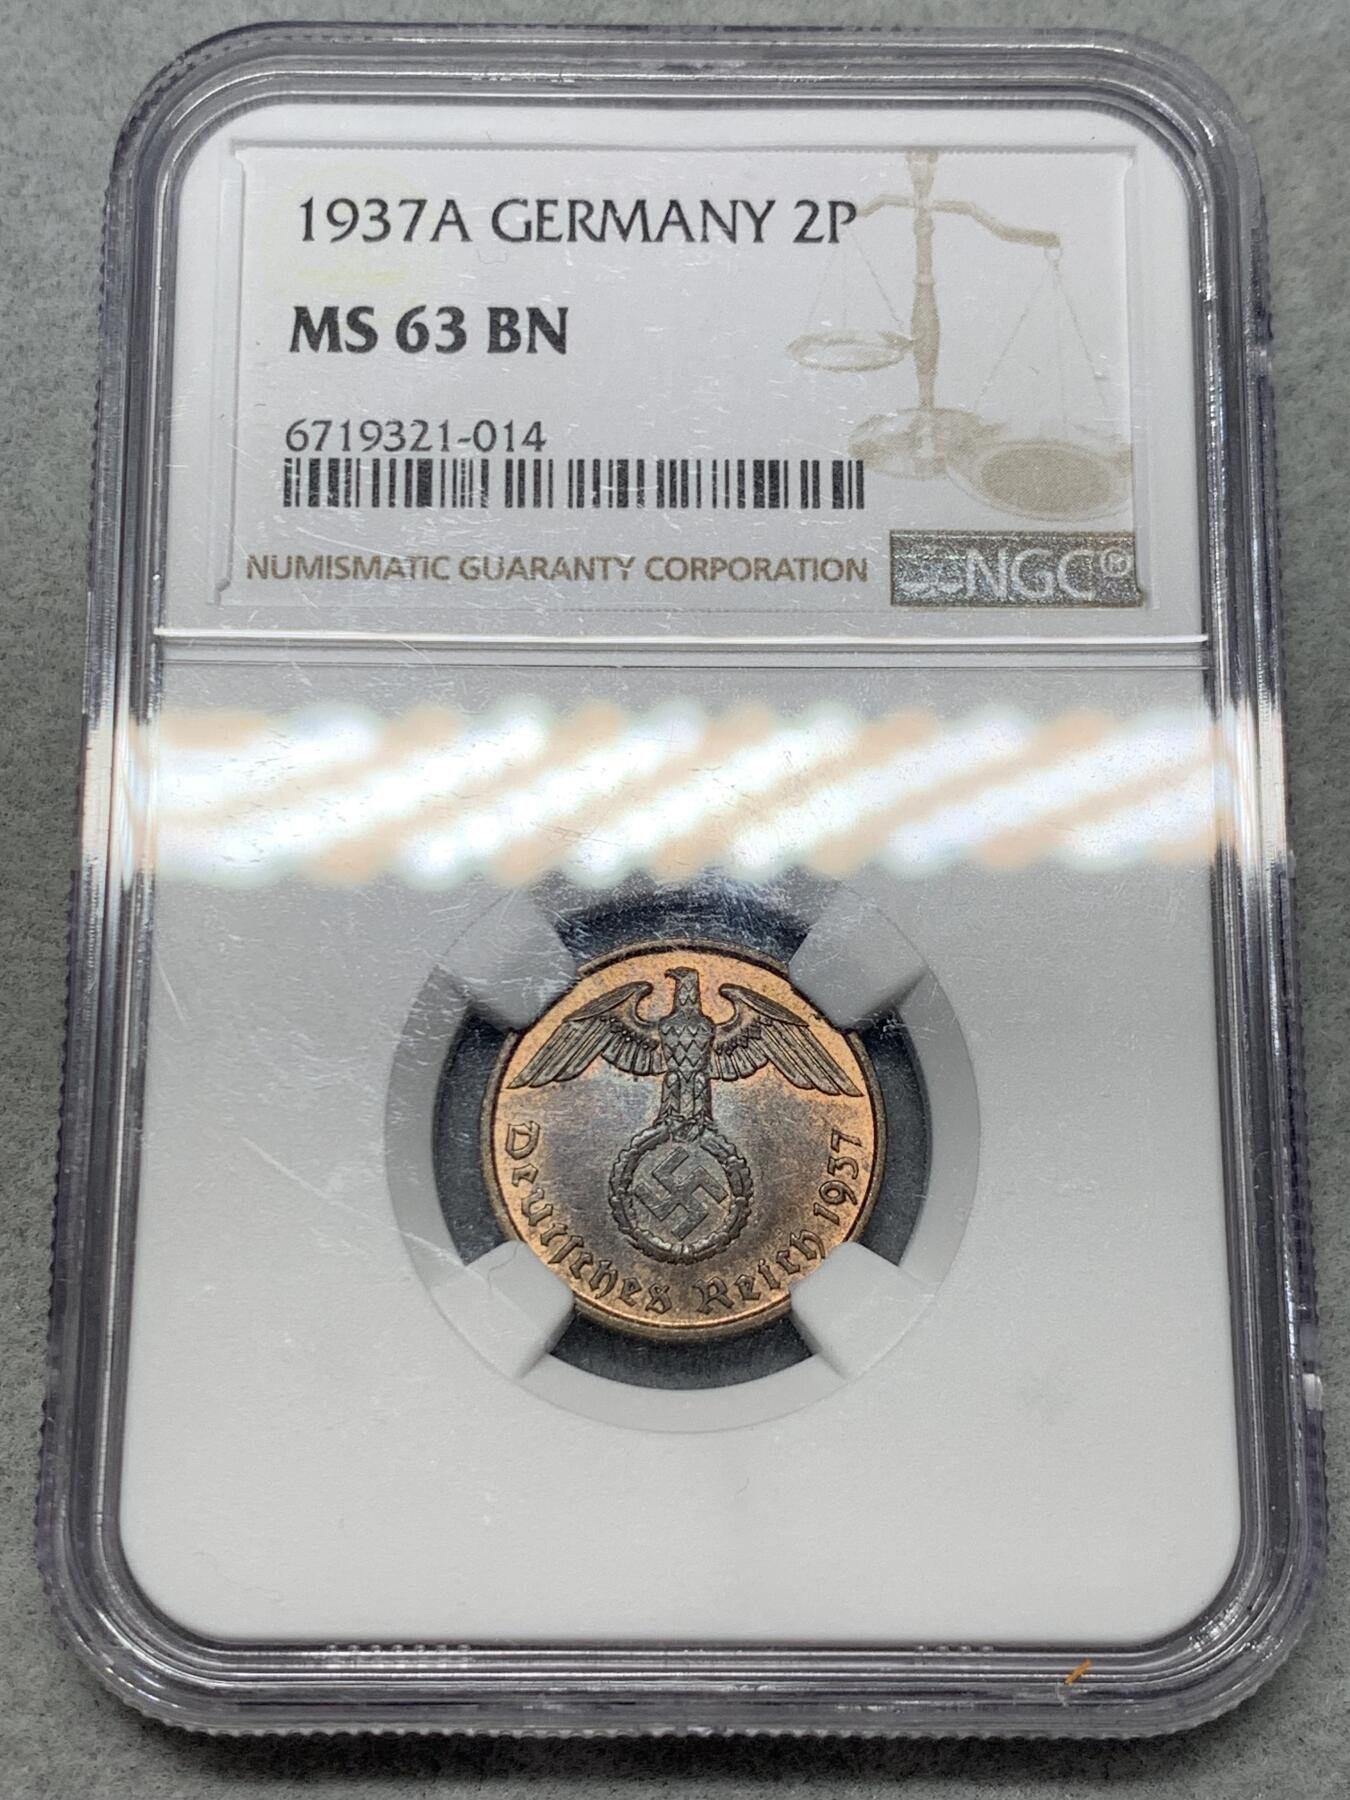 1937A GERMANY 2P
MS 63 BN
6719321-014
NUMISMATIC GUARANTY CORPORATION
NGC®
Deutsches Reich 1937